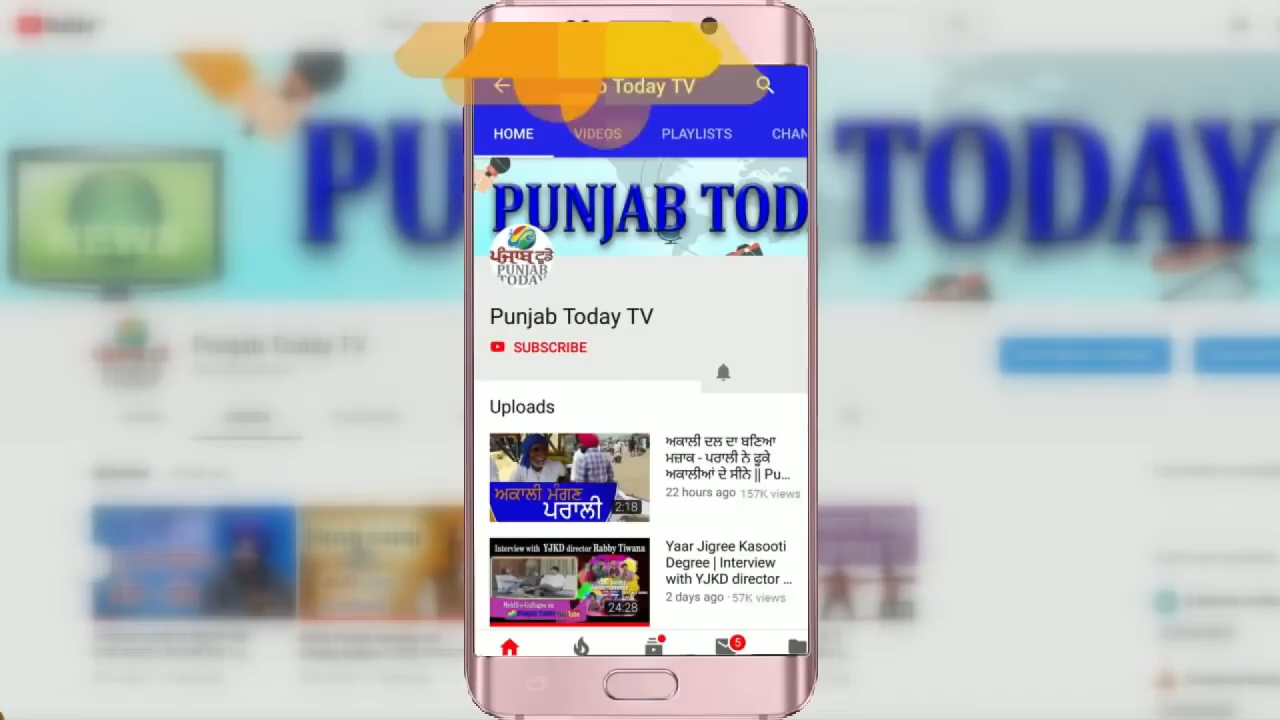 Today TV
HOME VIDEOS PLAYLISTS CHAN
PUNJAB TOD
PU
TODAY
ਪੰਜਾਬ ਟੂਡੇ
PUNJAB
TODAY
Punjab Today TV
SUBSCRIBE
Uploads
ਅਕਾਲੀ ਮੰਗਣ
ਪਰਾਲੀ
2:18
ਅਕਾਲੀ ਦਲ ਦਾ ਬਣਿਆ
ਮਜ਼ਾਕ - ਪਰਾਲੀ ਨੇ ਫੂਕੇ
ਅਕਾਲੀਆਂ ਦੇ ਸੀਨੇ || Pu...
22 hours ago 157K views
Interview with YJKD director Rabby Tiwana
PUNJAB TODAY
24:28
Yaar Jigree Kasooti
Degree | Interview
with YJKD director ...
2 days ago · 57K views
5